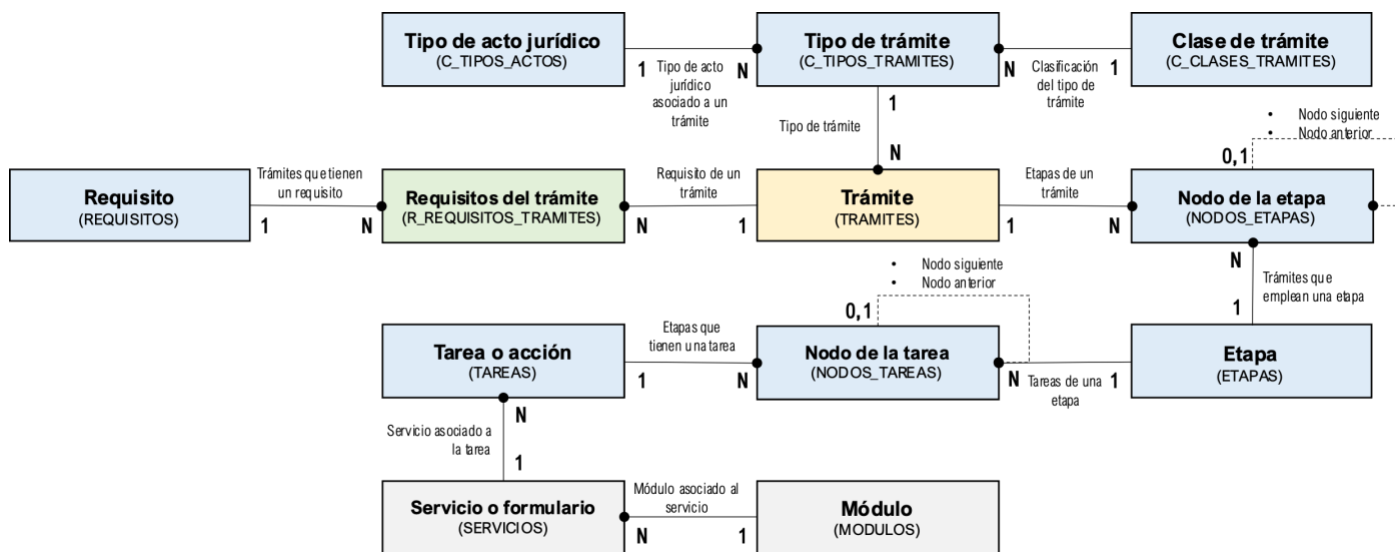 Tipo de acto jurídico
(C_TIPOS_ACTOS)
1
Tipo de acto
jurídico
asociado a un
trámite
N
Tipo de trámite
(C_TIPOS_TRAMITES)
N
Clasificación
del tipo de
trámite
1
Clase de trámite
(C_CLASES_TRAMITES)
1
Tipo de trámite
N
• Nodo siguiente
• Nodo anterior
0,1
Requisito
(REQUISITOS)
Trámites que tienen
un requisito
1
N
Requisitos del trámite
(R_REQUISITOS_TRAMITES)
Requisito de un
trámite
N
1
Trámite
(TRAMITES)
Etapas de un
trámite
1
N
Nodo de la etapa
(NODOS_ETAPAS)
N
Trámites que
emplean una etapa
1
• Nodo siguiente
• Nodo anterior
0,1
Tarea o acción
(TAREAS)
Etapas que
tienen una tarea
1
N
Nodo de la tarea
(NODOS_TAREAS)
N
Tareas de una
etapa
1
Etapa
(ETAPAS)
N
Servicio asociado a
la tarea
1
Servicio o formulario
(SERVICIOS)
Módulo asociado al
servicio
N
1
Módulo
(MODULOS)